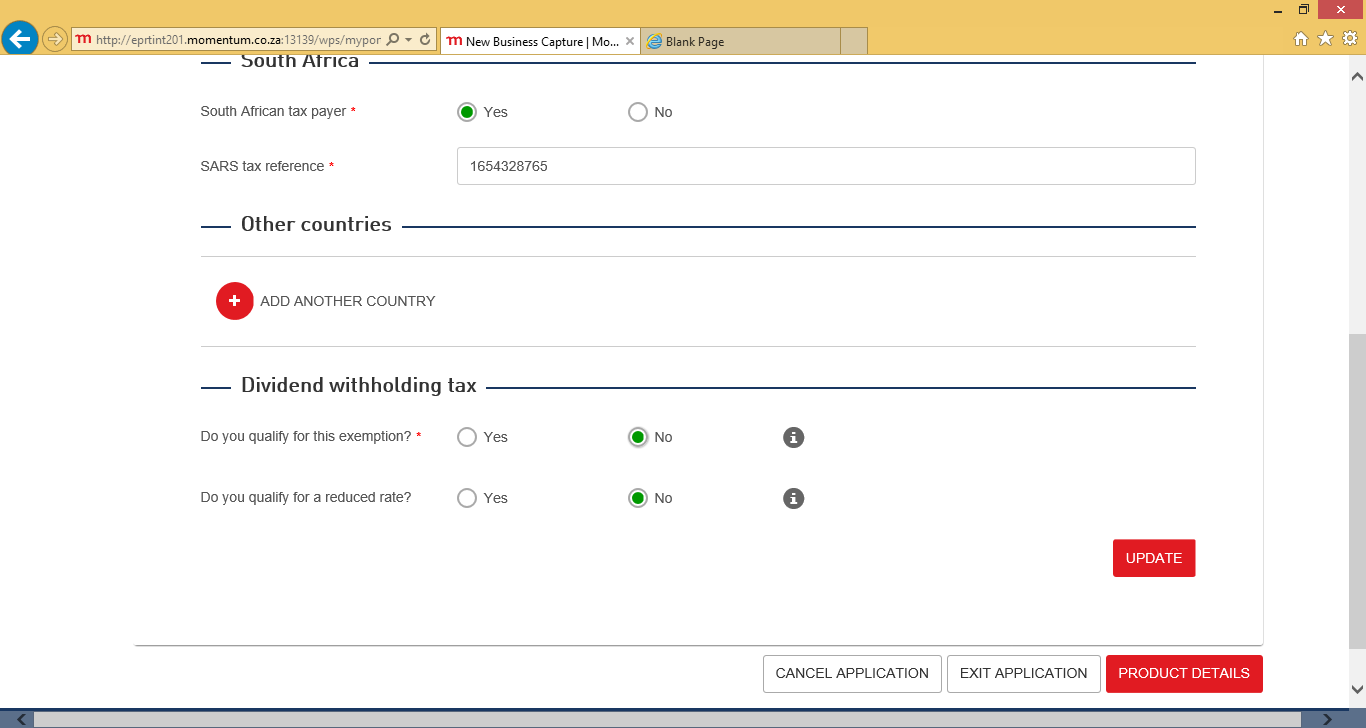 http://eprtint201.momentum.co.za:13139/wps/mypor
m New Business Capture | Mo...
Blank Page
South Africa
South African tax payer *
Yes
No
SARS tax reference *
1654328765
Other countries
+ ADD ANOTHER COUNTRY
Dividend withholding tax
Do you qualify for this exemption? *
Yes
No
Do you qualify for a reduced rate?
Yes
No
UPDATE
CANCEL APPLICATION
EXIT APPLICATION
PRODUCT DETAILS